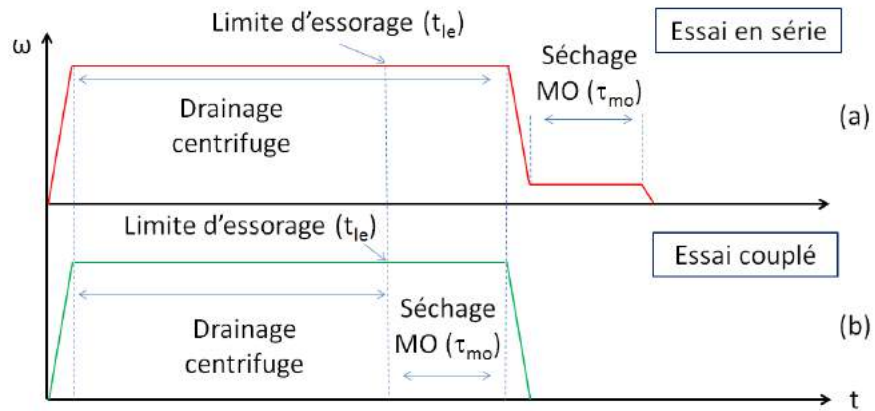 Limite d'essorage (tle)
Essai en série
ω
Séchage
MO (τmo)
Drainage
centrifuge
(a)
Limite d'essorage (tle)
Essai couplé
Séchage
MO (τmo)
Drainage
centrifuge
(b)
t